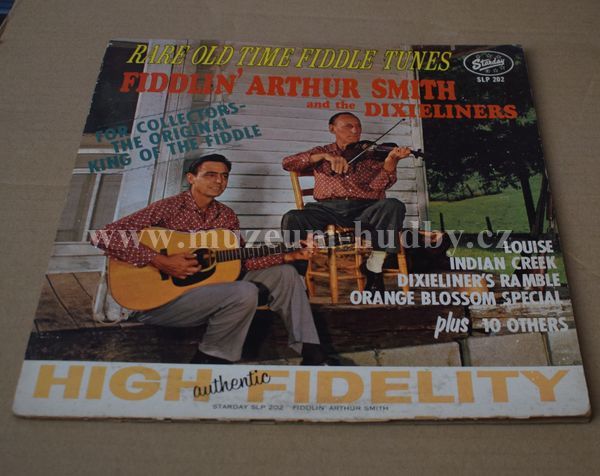 RARE OLD TIME FIDDLE TUNES
Starday
SLP 202
FIDDLIN' ARTHUR SMITH
and the DIXIELINERS
FOR COLLECTORS-
THE ORIGINAL
KING OF THE FIDDLE
www.muzeum-hudby.cz
LOUISE
INDIAN CREEK
DIXIELINER'S RAMBLE
ORANGE BLOSSOM SPECIAL
plus 10 OTHERS
HIGH authentic FIDELITY
STARDAY SLP 202 FIDDLIN' ARTHUR SMITH